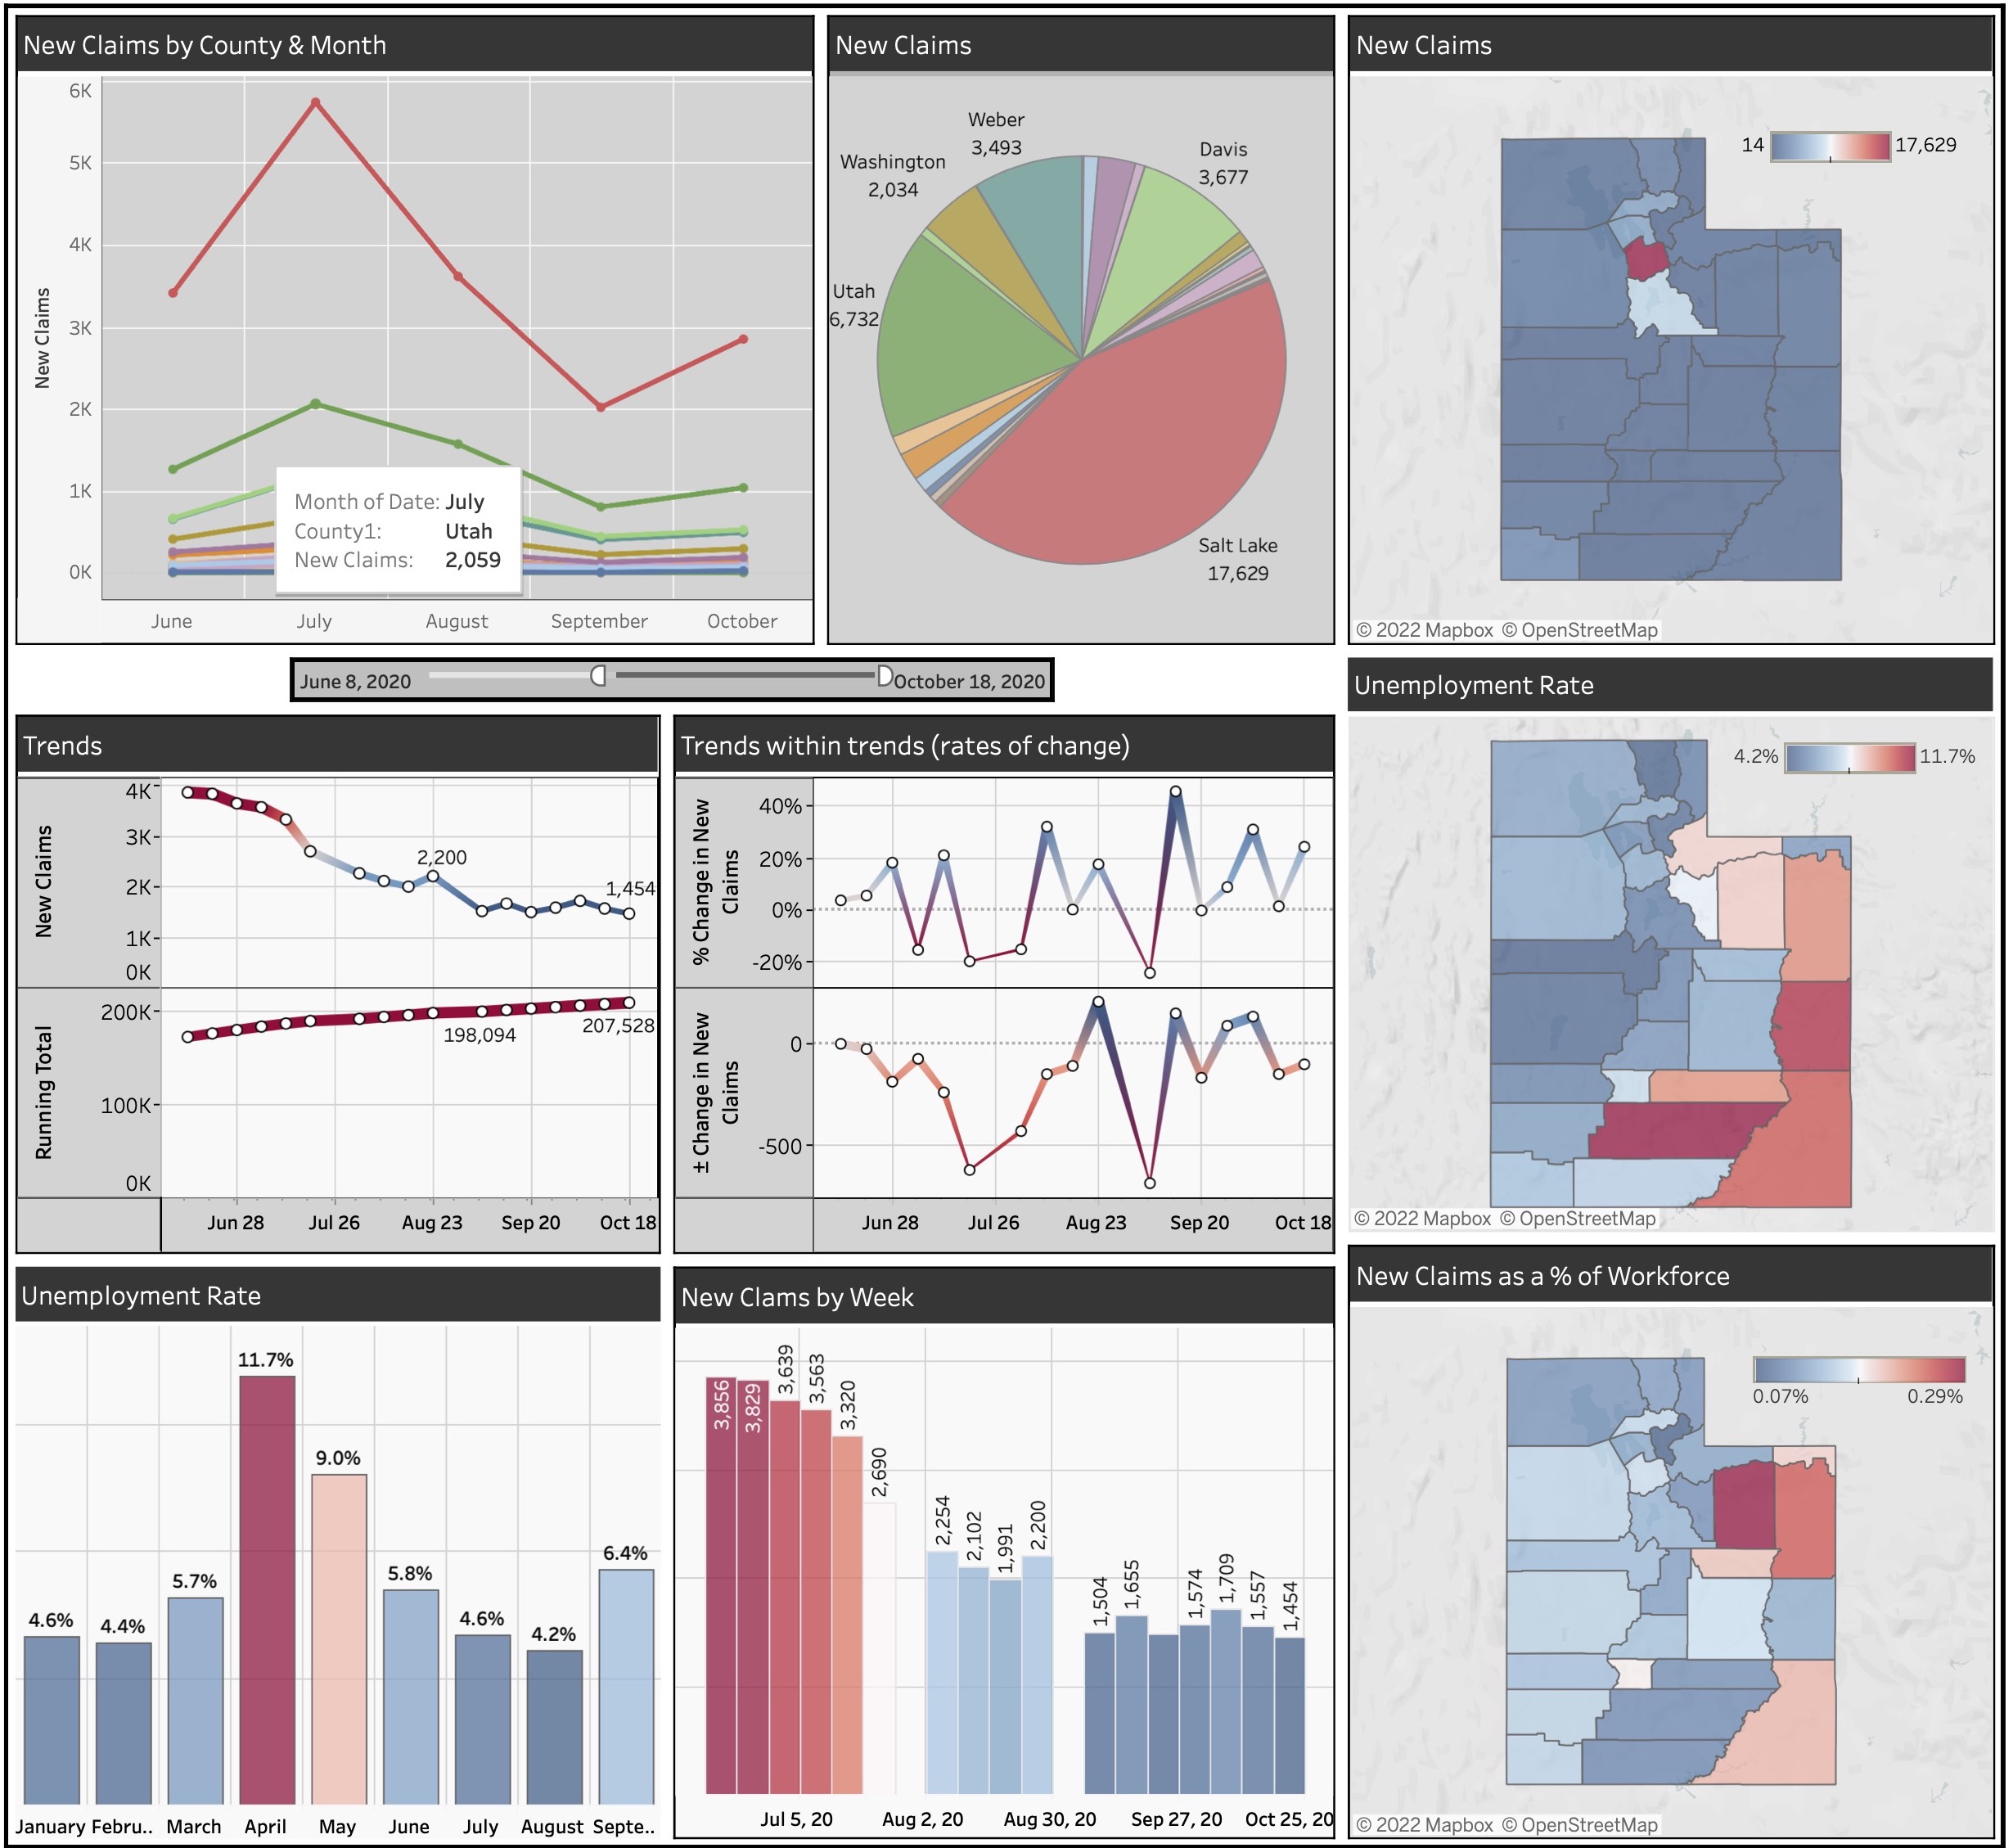 New Claims by County & Month
6K
5K
4K
3K
2K
1K
0K
New Claims
Month of Date: July
County1: Utah
New Claims: 2,059
June July August September October
New Claims
Weber
3,493
Davis
3,677
Washington
2,034
Utah
6,732
Salt Lake
17,629
New Claims
14 17,629
© 2022 Mapbox © OpenStreetMap
June 8, 2020 October 18, 2020
Unemployment Rate
4.2% 11.7%
© 2022 Mapbox © OpenStreetMap
Trends
New Claims
4K
3K
2K
1K
0K
2,200
1,454
Running Total
200K
100K
0K
198,094
207,528
Jun 28 Jul 26 Aug 23 Sep 20 Oct 18
Trends within trends (rates of change)
% Change in New
Claims
40%
20%
0%
-20%
± Change in New
Claims
0
-500
Jun 28 Jul 26 Aug 23 Sep 20 Oct 18
Unemployment Rate
4.6%
4.4%
5.7%
11.7%
9.0%
5.8%
4.6%
4.2%
6.4%
January Febru.. March April May June July August Septe..
New Clams by Week
3,856
3,829
3,639
3,563
3,320
2,690
2,254
2,102
1,991
2,200
1,504
1,655
1,574
1,709
1,557
1,454
Jul 5, 20 Aug 2, 20 Aug 30, 20 Sep 27, 20 Oct 25, 20
New Claims as a % of Workforce
0.07% 0.29%
© 2022 Mapbox © OpenStreetMap